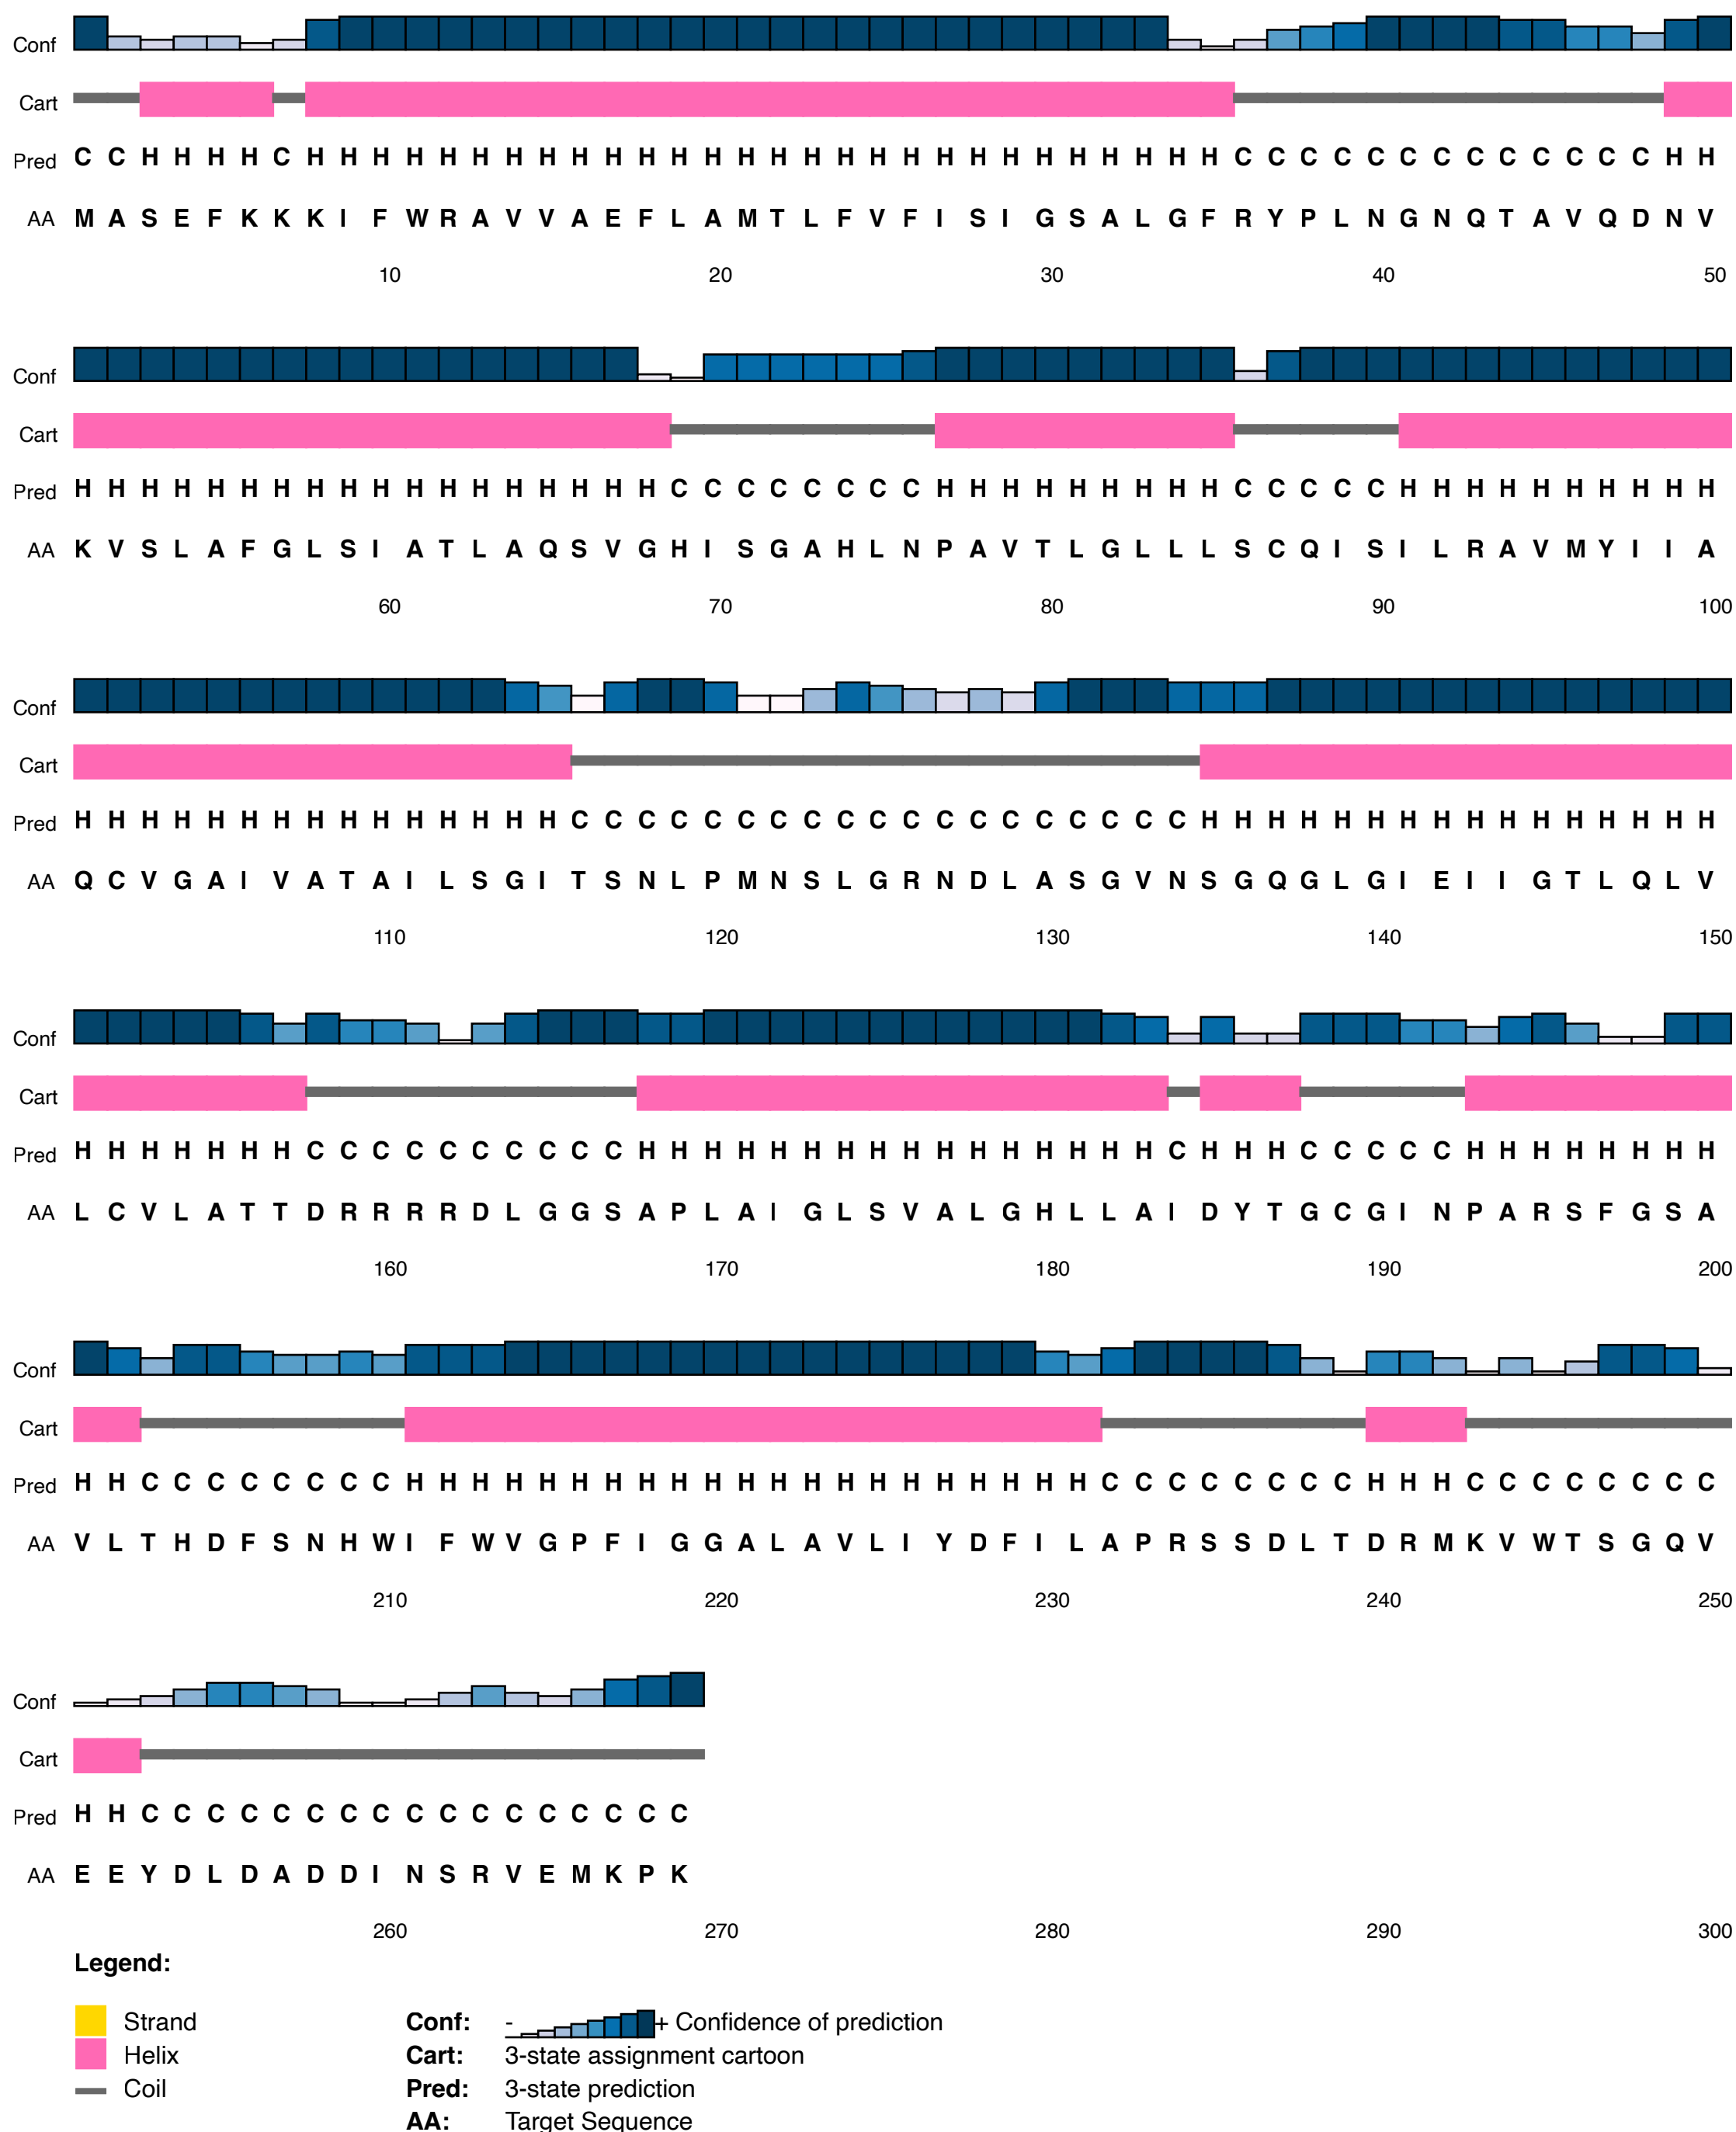 Conf
Cart
Pred C C H H H H C H H H H H H H H H H H H H H H H H H H H H H H H H H H H C C C C C C C C C C C C C H H
AA M A S E F K K K I F W R A V V A E F L A M T L F V F I S I G S A L G F R Y P L N G N Q T A V Q D N V
10 20 30 40 50
Conf
Cart
Pred H H H H H H H H H H H H H H H H H H C C C C C C C C H H H H H H H H H C C C C C H H H H H H H H H H
AA K V S L A F G L S I A T L A Q S V G H I S G A H L N P A V T L G L L L S C Q I S I L R A V M Y I I A
60 70 80 90 100
Conf
Cart
Pred H H H H H H H H H H H H H H H C C C C C C C C C C C C C C C C C C C H H H H H H H H H H H H H H H H
AA Q C V G A I V A T A I L S G I T S N L P M N S L G R N D L A S G V N S G Q G L G I E I I G T L Q L V
110 120 130 140 150
Conf
Cart
Pred H H H H H H H C C C C C C C C C C H H H H H H H H H H H H H H H H C H H H C C C C C H H H H H H H H
AA L C V L A T T D R R R R D L G G S A P L A I G L S V A L G H L L A I D Y T G C G I N P A R S F G S A
160 170 180 190 200
Conf
Cart
Pred H H C C C C C C C C H H H H H H H H H H H H H H H H H H H H H C C C C C C C C H H H C C C C C C C C
AA V L T H D F S N H W I F W V G P F I G G A L A V L I Y D F I L A P R S S D L T D R M K V W T S G Q V
210 220 230 240 250
Conf
Cart
Pred H H C C C C C C C C C C C C C C C C C
AA E E Y D L D A D D I N S R V E M K P K
260 270 280 290 300
Legend:
Strand Conf: - + Confidence of prediction
Helix Cart: 3-state assignment cartoon
Coil Pred: 3-state prediction
AA: Target Sequence